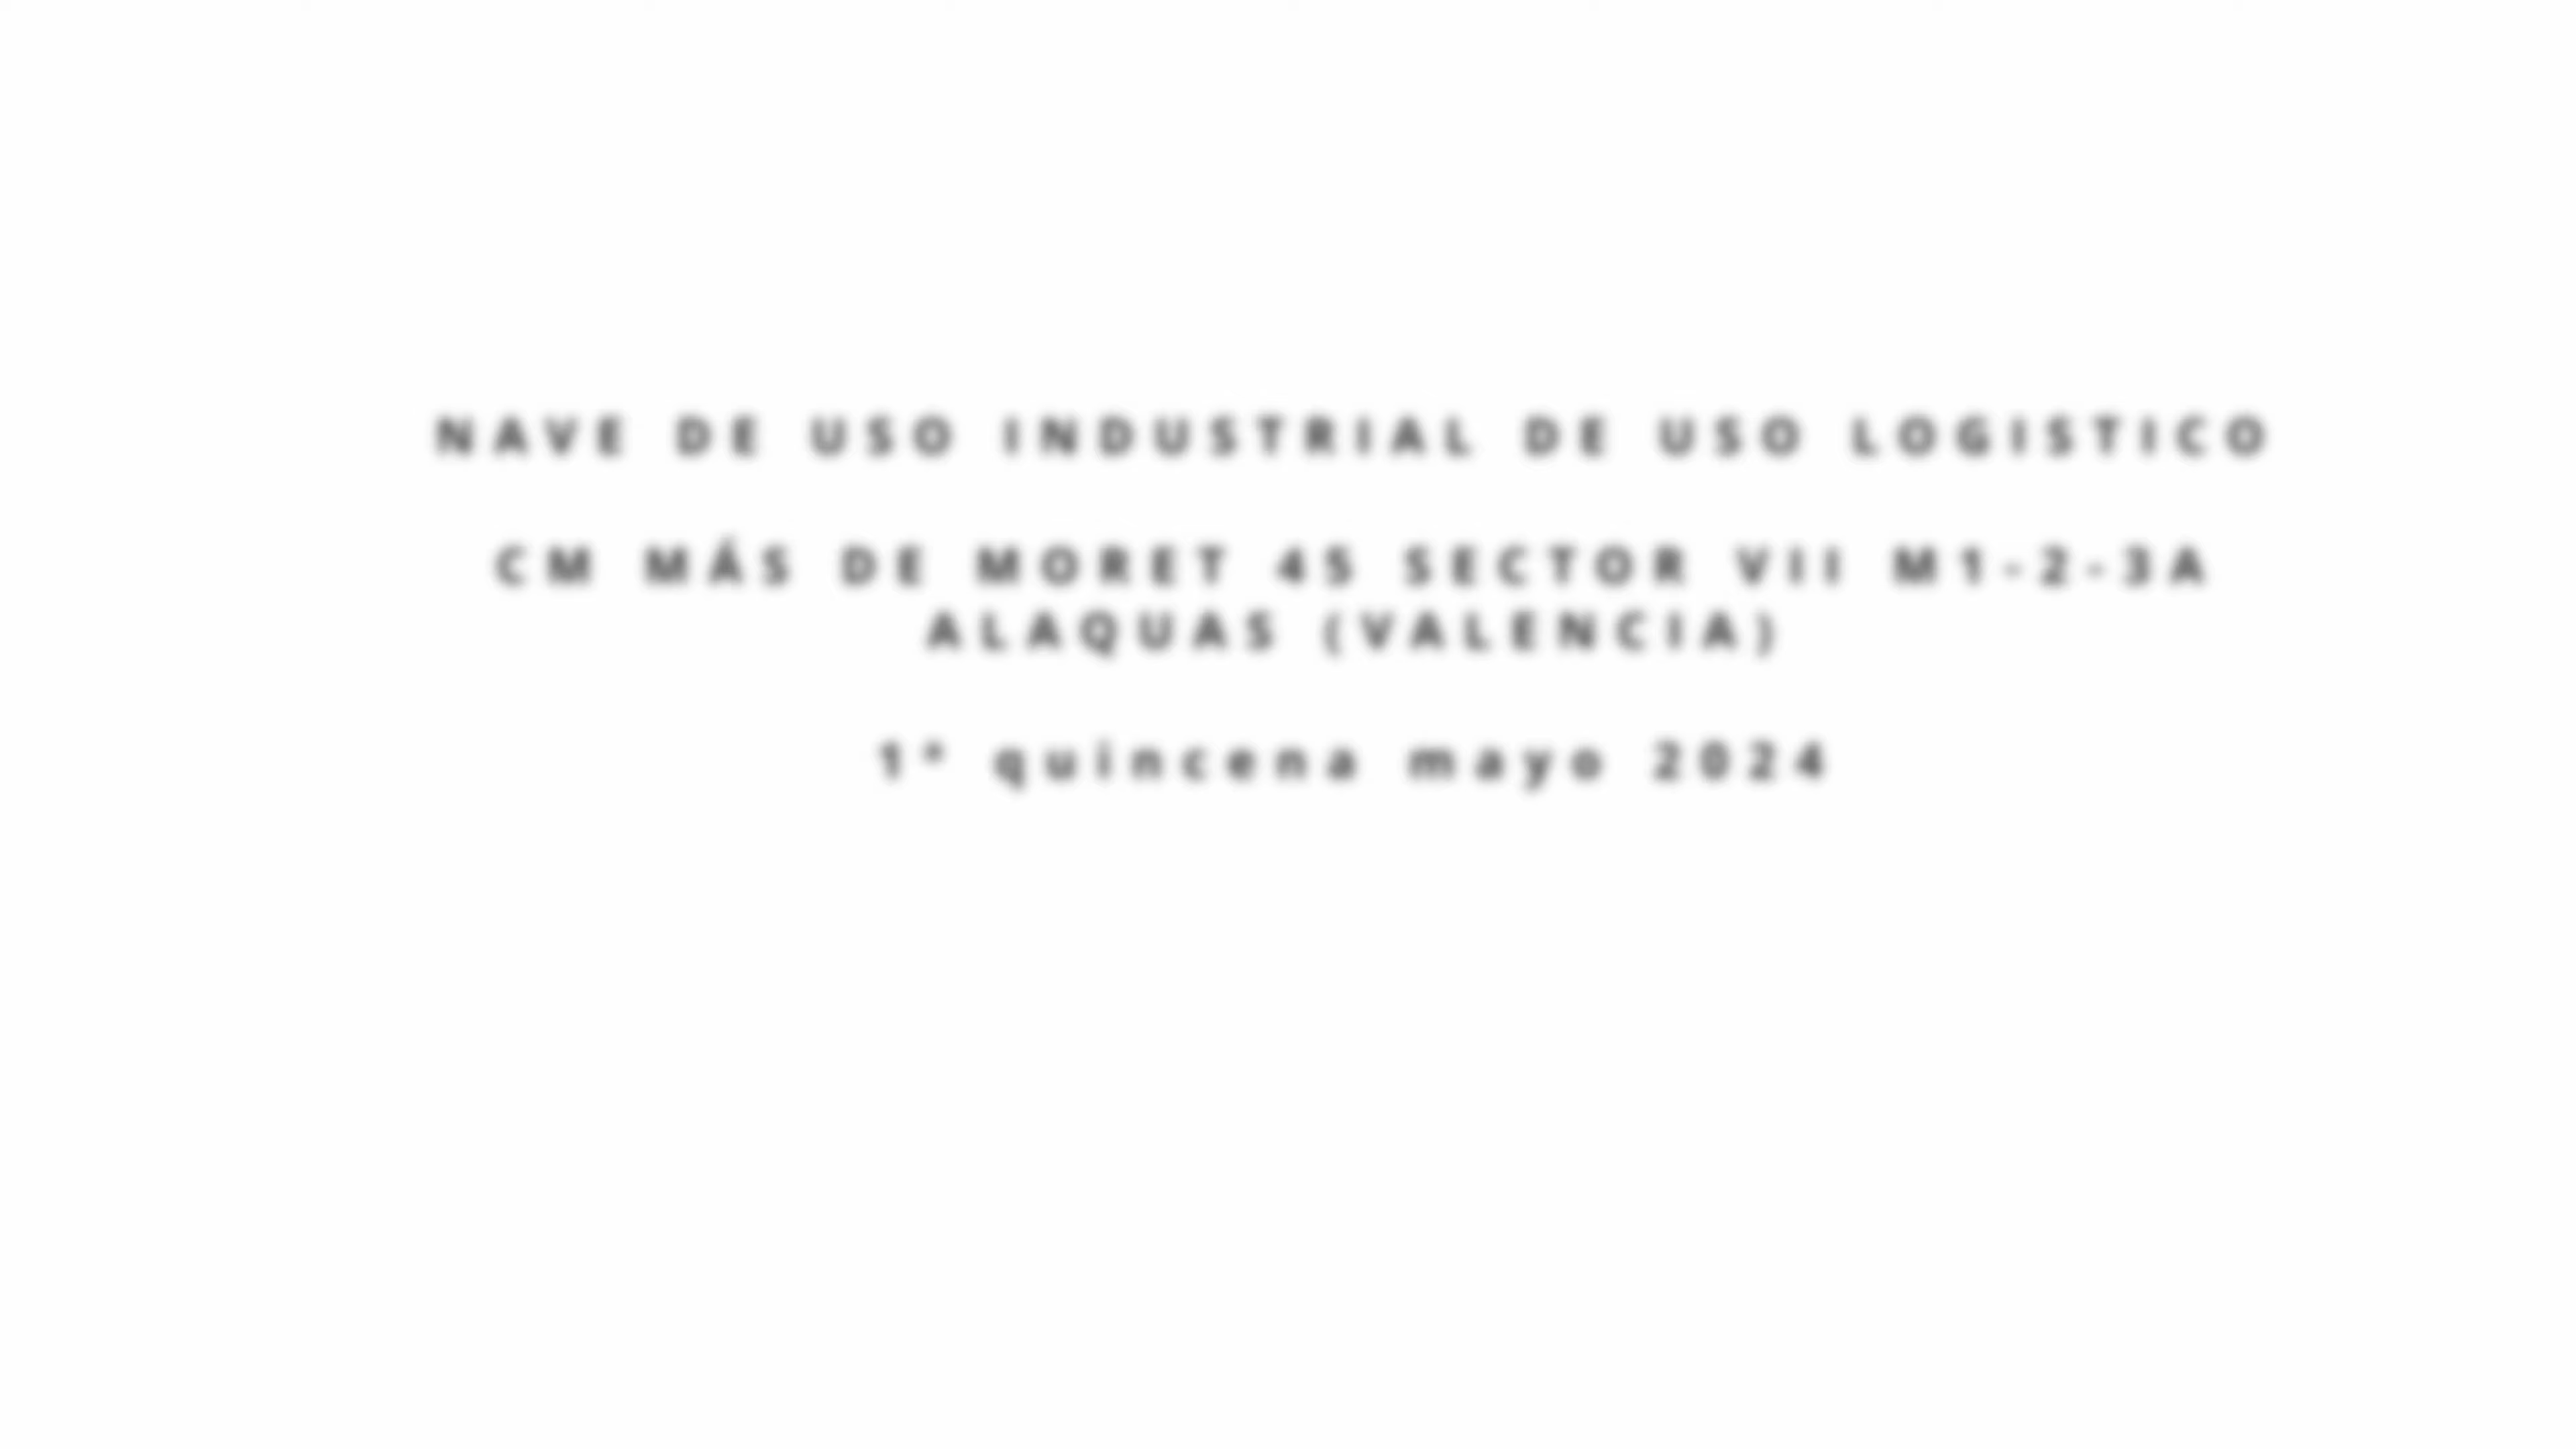 NAVE DE USO INDUSTRIAL DE USO LOGISTICO
CM MÁS DE MORET 45 SECTOR VII M1-2-3A
ALAQUAS (VALENCIA)
1ª quincena mayo 2024